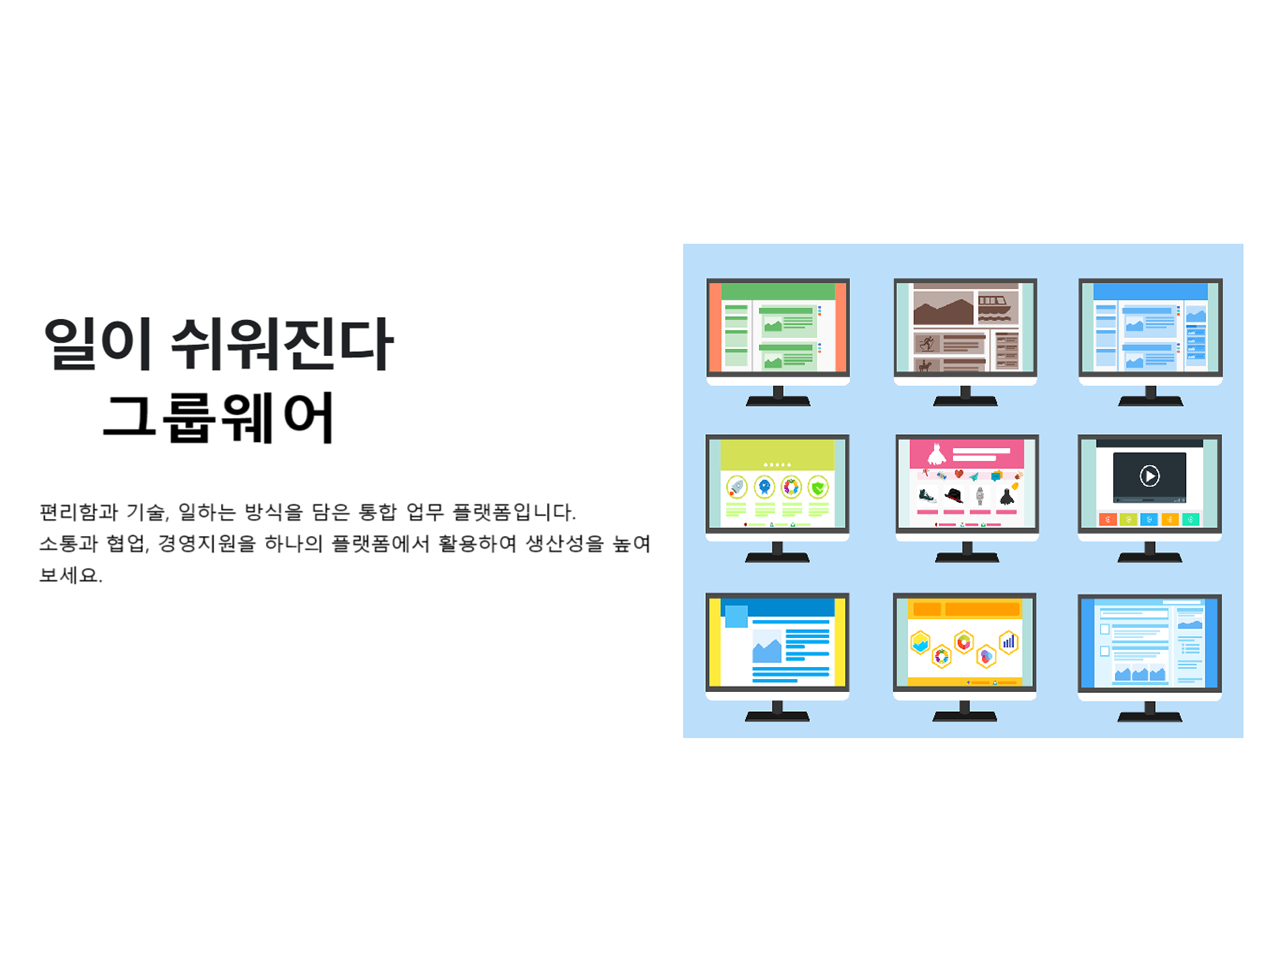 일이 쉬워진다
그룹웨어
편리함과 기술, 일하는 방식을 담은 통합 업무 플랫폼입니다.
소통과 협업, 경영지원을 하나의 플랫폼에서 활용하여 생산성을 높여
보세요.